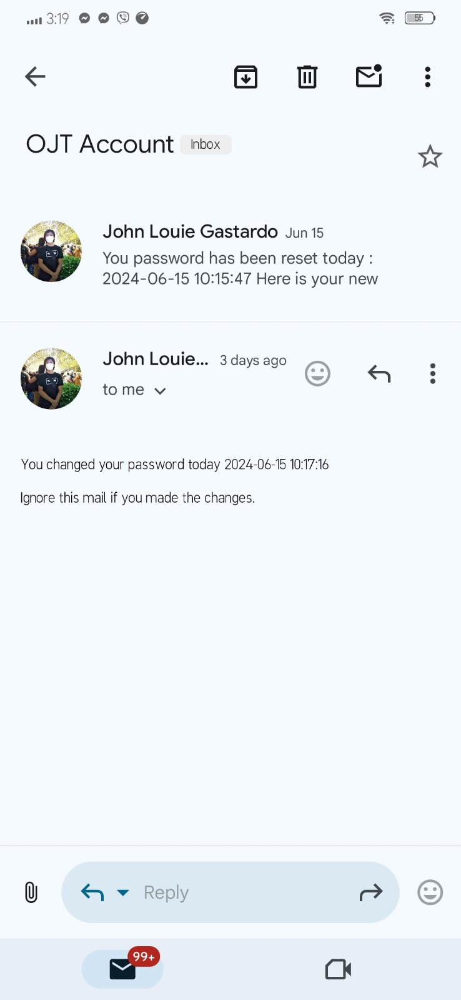 3:19
55
OJT Account Inbox
John Louie Gastardo Jun 15
You password has been reset today :
2024-06-15 10:15:47 Here is your new
John Louie... 3 days ago
to me
You changed your password today 2024-06-15 10:17:16
Ignore this mail if you made the changes.
Reply
99+